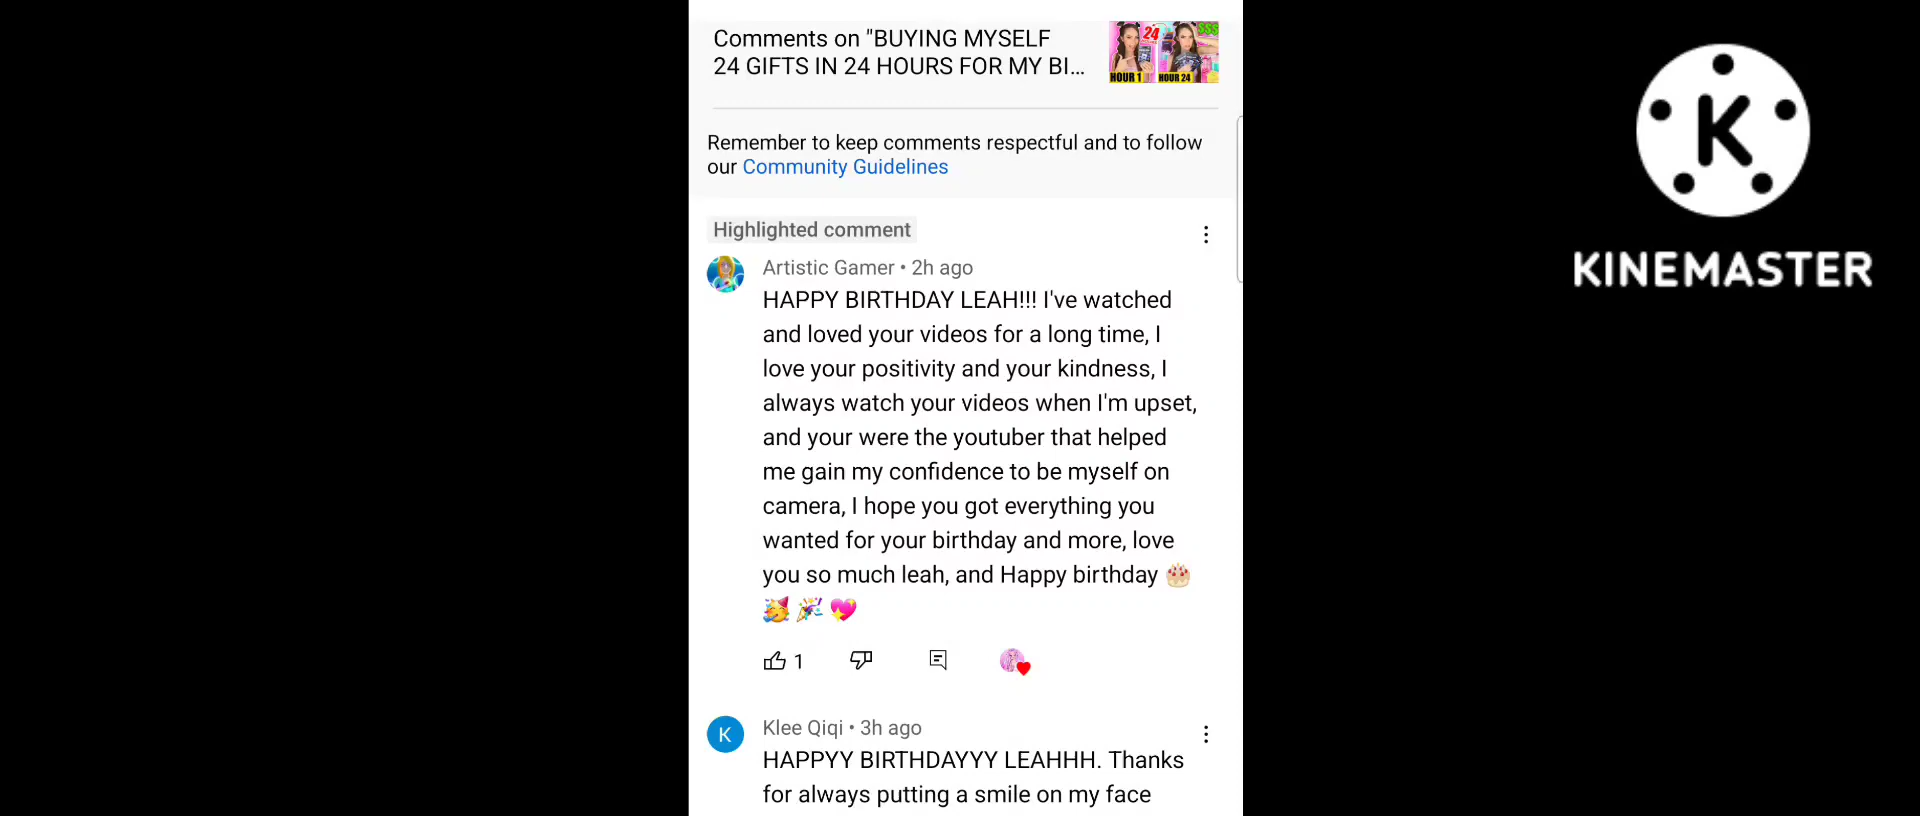 Comments on "BUYING MYSELF
24 GIFTS IN 24 HOURS FOR MY BI...
24
$$$
HOUR 1
HOUR 24
Remember to keep comments respectful and to follow
our Community Guidelines
Highlighted comment
Artistic Gamer • 2h ago
HAPPY BIRTHDAY LEAH!!! I've watched
and loved your videos for a long time, I
love your positivity and your kindness, I
always watch your videos when I'm upset,
and your were the youtuber that helped
me gain my confidence to be myself on
camera, I hope you got everything you
wanted for your birthday and more, love
you so much leah, and Happy birthday 🎂
🥳 🎉 💖
1
K
Klee Qiqi • 3h ago
HAPPYY BIRTHDAYYY LEAHHH. Thanks
for always putting a smile on my face
K
KINEMASTER